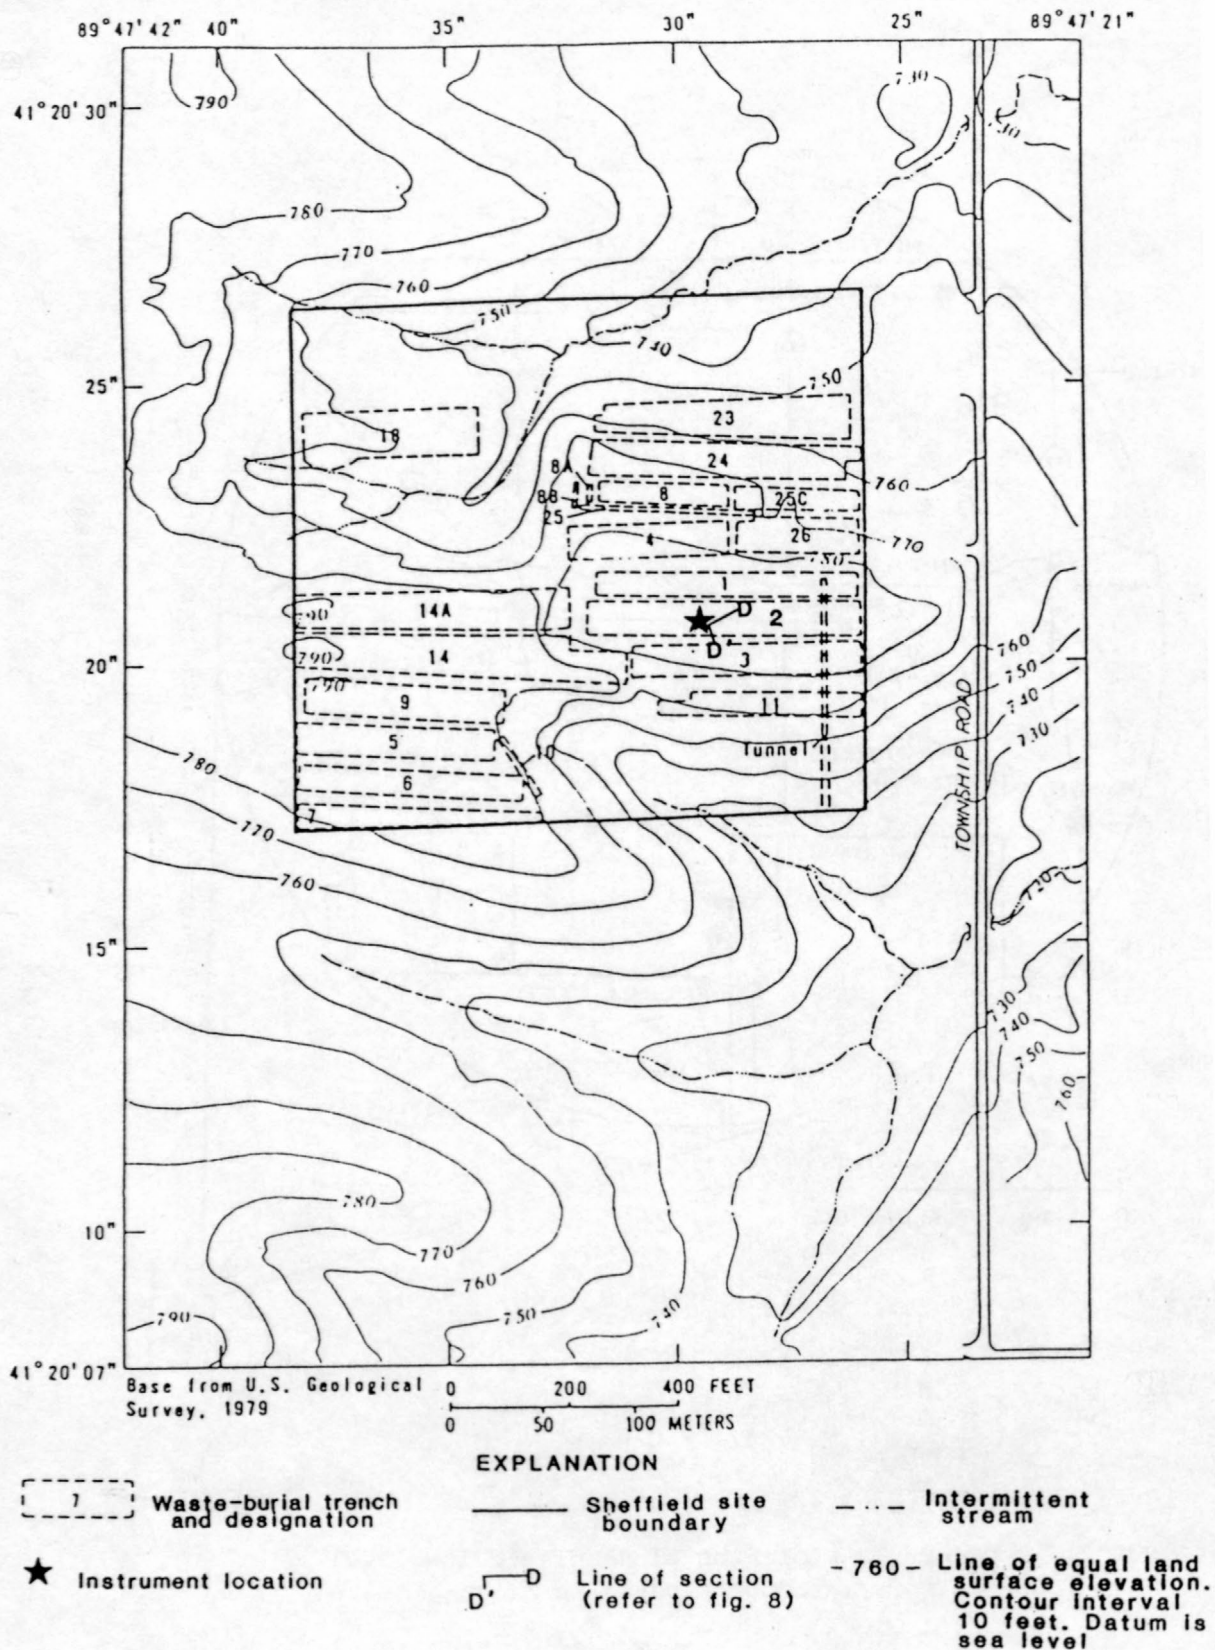 89°47'42" 40" 35" 30" 25" 89°47'21"
41°20'30"
790
730
730
780
770
760
750
740
25"
750
23
18
24
8A
760
8B
8
25C
25
4
26
770
780
1
14A
D
2
790
D'
20"
14
3
760
790
750
790
9
11
740
5
10
Tunnel
730
780
6
TOWNSHIP ROAD
7
770
760
720
15"
730
740
750
760
780
10"
770
760
750
740
790
41°20'07"
Base from U.S. Geological
Survey, 1979
0 200 400 FEET
0 50 100 METERS
EXPLANATION
7 Waste-burial trench
and designation
Sheffield site
boundary
Intermittent
stream
Instrument location
D
D'
Line of section
(refer to fig. 8)
-760- Line of equal land
surface elevation.
Contour interval
10 feet. Datum is
sea level